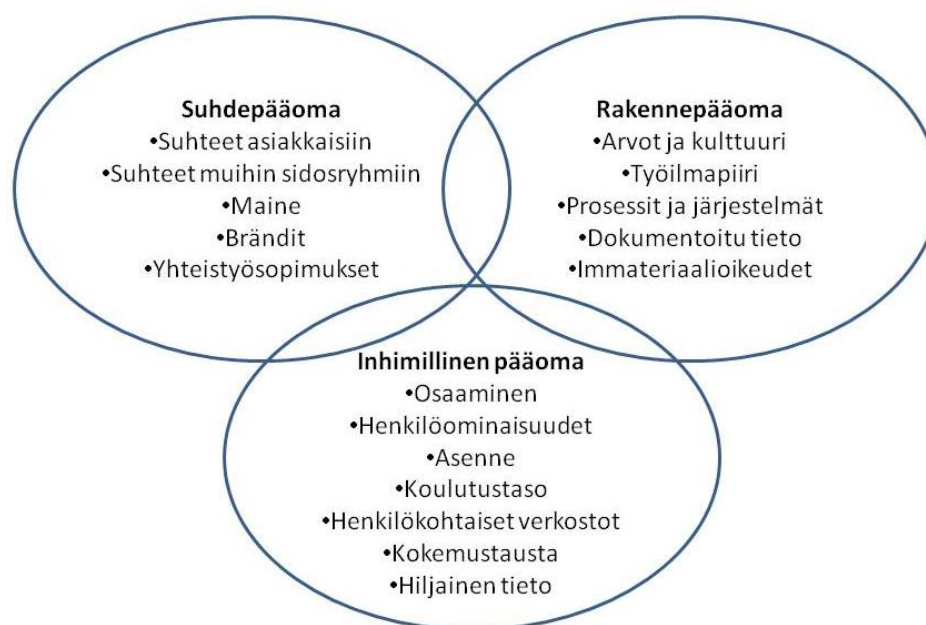 Suhdepääoma
•Suhteet asiakkaisiin
•Suhteet muihin sidosryhmiin
•Maine
•Brändit
•Yhteistyösopimukset
Rakennepääoma
•Arvot ja kulttuuri
•Työilmapiiri
•Prosessit ja järjestelmät
•Dokumentoitu tieto
•Immateriaalioikeudet
Inhimillinen pääoma
•Osaaminen
•Henkilöominaisuudet
•Asenne
•Koulutustaso
•Henkilökohtaiset verkostot
•Kokemustausta
•Hiljainen tieto